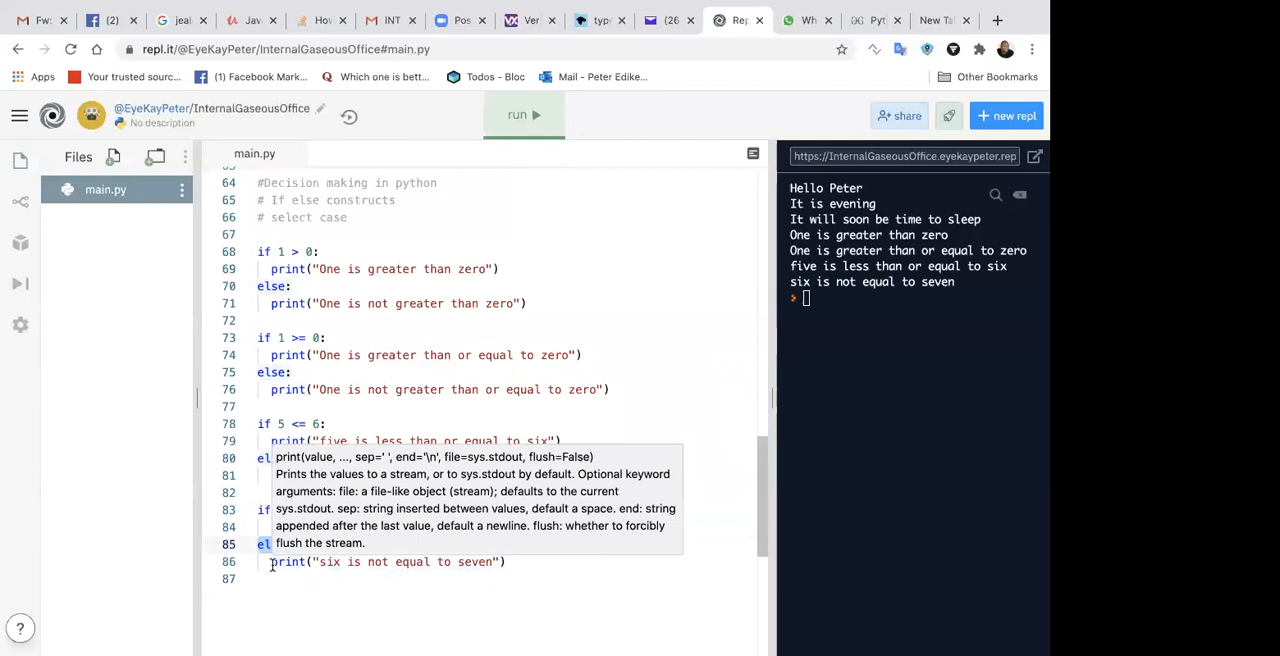 Fw:
(2)
jeal
Jav
Hov
INT
Pos
Ver
type
(26
Rep
Wh
Pyt
New Ta
repl.it/@EyeKayPeter/InternalGaseousOffice#main.py
Apps
Your trusted sourc...
(1) Facebook Mark...
Which one is bett...
Todos - Bloc
Mail - Peter Edike...
Other Bookmarks
@EyeKayPeter/InternalGaseousOffice
No description
run
share
+ new repl
Files
main.py
main.py
https://InternalGaseousOffice.eyekaypeter.rep
64 #Decision making in python
65 # If else constructs
66 # select case
67
68 if 1 > 0:
69 print("One is greater than zero")
70 else:
71 print("One is not greater than zero")
72
73 if 1 >= 0:
74 print("One is greater than or equal to zero")
75 else:
76 print("One is not greater than or equal to zero")
77
78 if 5 <= 6:
79 print("five is less than or equal to six")
80 el
81
82
83 if
84
85 el
86 print("six is not equal to seven")
87
print(value, ..., sep=' ', end='\n', file=sys.stdout, flush=False)
Prints the values to a stream, or to sys.stdout by default. Optional keyword
arguments: file: a file-like object (stream); defaults to the current
sys.stdout. sep: string inserted between values, default a space. end: string
appended after the last value, default a newline. flush: whether to forcibly
flush the stream.
Hello Peter
It is evening
It will soon be time to sleep
One is greater than zero
One is greater than or equal to zero
five is less than or equal to six
six is not equal to seven
?